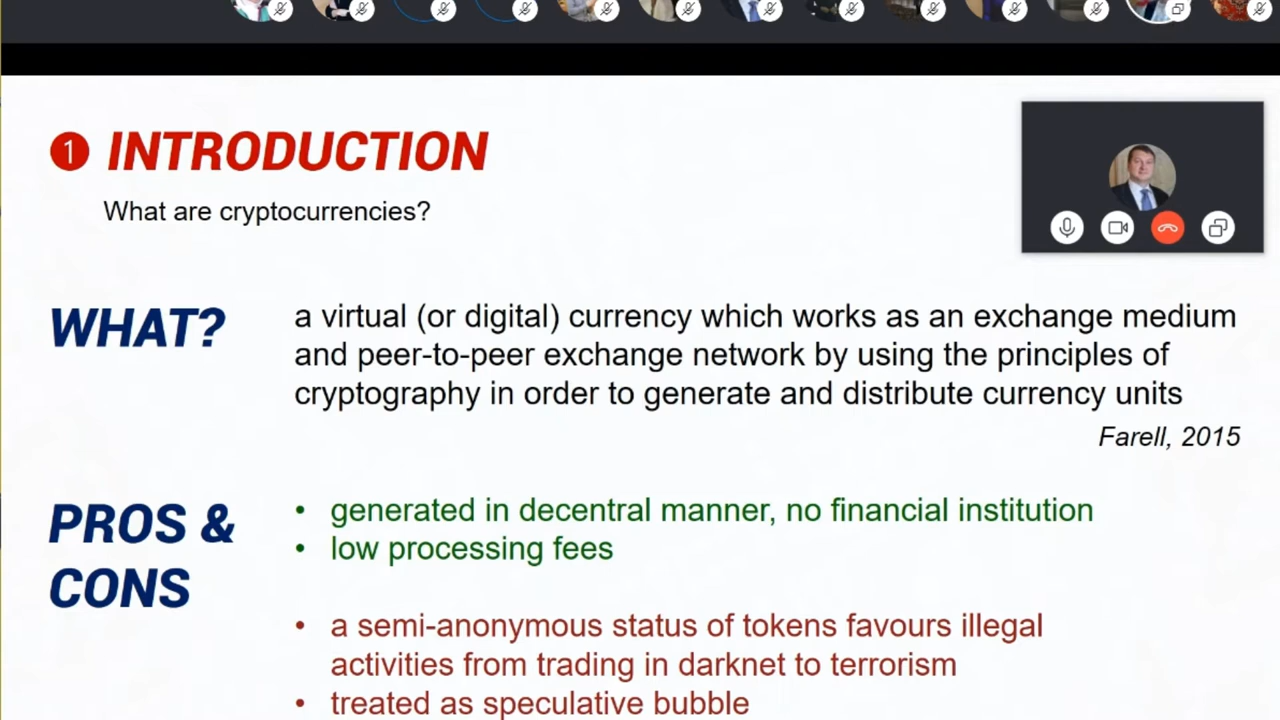 1 INTRODUCTION
What are cryptocurrencies?
WHAT?
a virtual (or digital) currency which works as an exchange medium
and peer-to-peer exchange network by using the principles of
cryptography in order to generate and distribute currency units
Farell, 2015
PROS &
CONS
• generated in decentral manner, no financial institution
• low processing fees
• a semi-anonymous status of tokens favours illegal
activities from trading in darknet to terrorism
• treated as speculative bubble